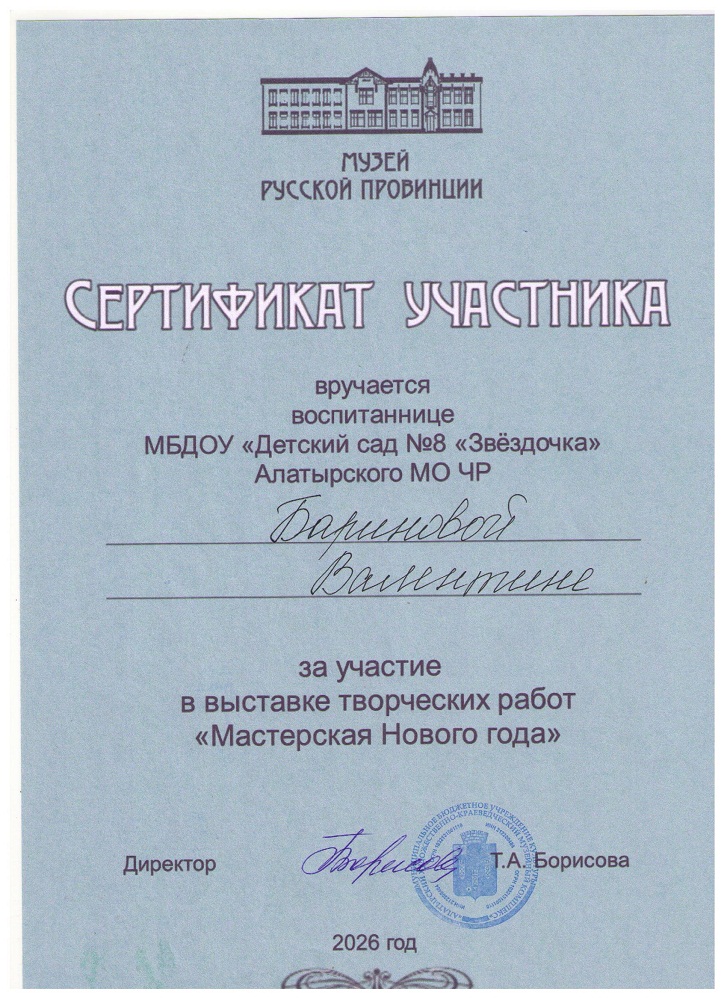 МУЗЕЙ
РУССКОЙ ПРОВИНЦИИ
СЕРТИФИКАТ УЧАСТНИКА
вручается
воспитаннице
МБДОУ «Детский сад №8 «Звёздочка»
Алатырского МО ЧР
Бариновой
Валентине
за участие
в выставке творческих работ
«Мастерская Нового года»
Директор
Т.А. Борисова
2026 год